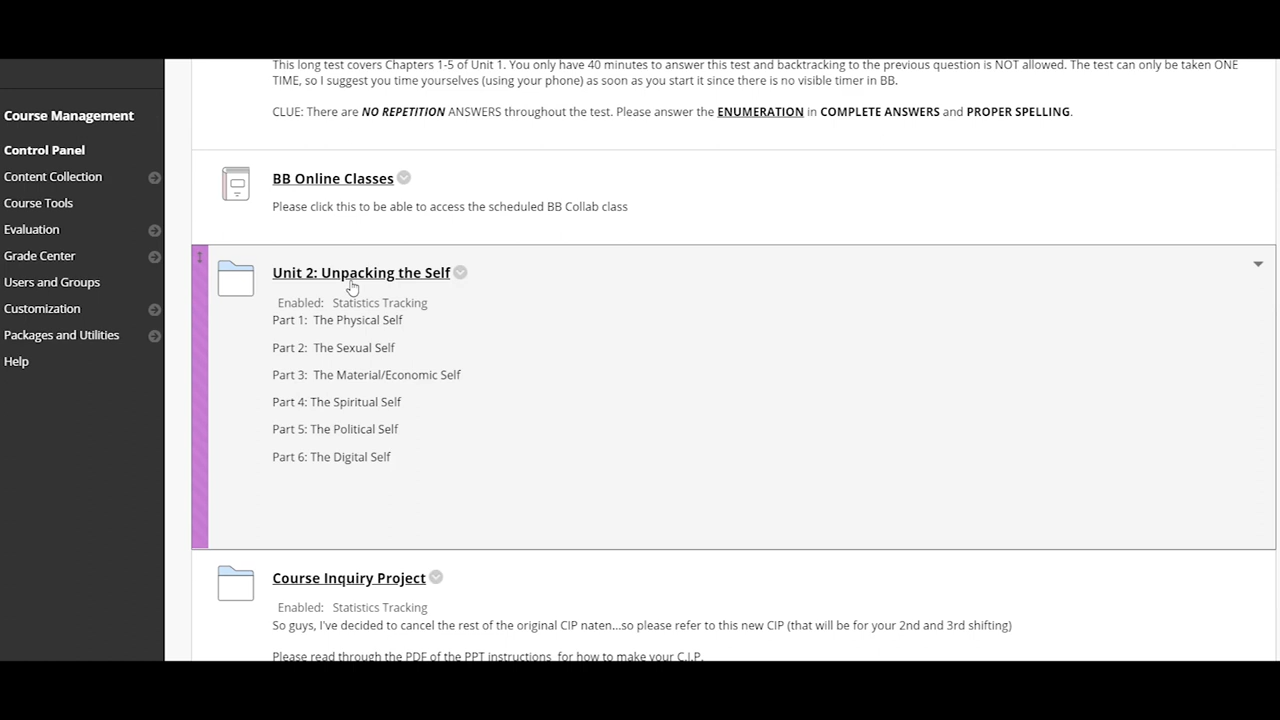 Course Management
Control Panel
Content Collection
Course Tools
Evaluation
Grade Center
Users and Groups
Customization
Packages and Utilities
Help
This long test covers Chapters 1-5 of Unit 1. You only have 40 minutes to answer this test and backtracking to the previous question is NOT allowed. The test can only be taken ONE
TIME, so I suggest you time yourselves (using your phone) as soon as you start it since there is no visible timer in BB.
CLUE: There are NO REPETITION ANSWERS throughout the test. Please answer the ENUMERATION in COMPLETE ANSWERS and PROPER SPELLING.
BB Online Classes
Please click this to be able to access the scheduled BB Collab class
Unit 2: Unpacking the Self
Enabled: Statistics Tracking
Part 1: The Physical Self
Part 2: The Sexual Self
Part 3: The Material/Economic Self
Part 4: The Spiritual Self
Part 5: The Political Self
Part 6: The Digital Self
Course Inquiry Project
Enabled: Statistics Tracking
So guys, I've decided to cancel the rest of the original CIP naten...so please refer to this new CIP (that will be for your 2nd and 3rd shifting)
Please read through the PDF of the PPT instructions for how to make your C.I.P.